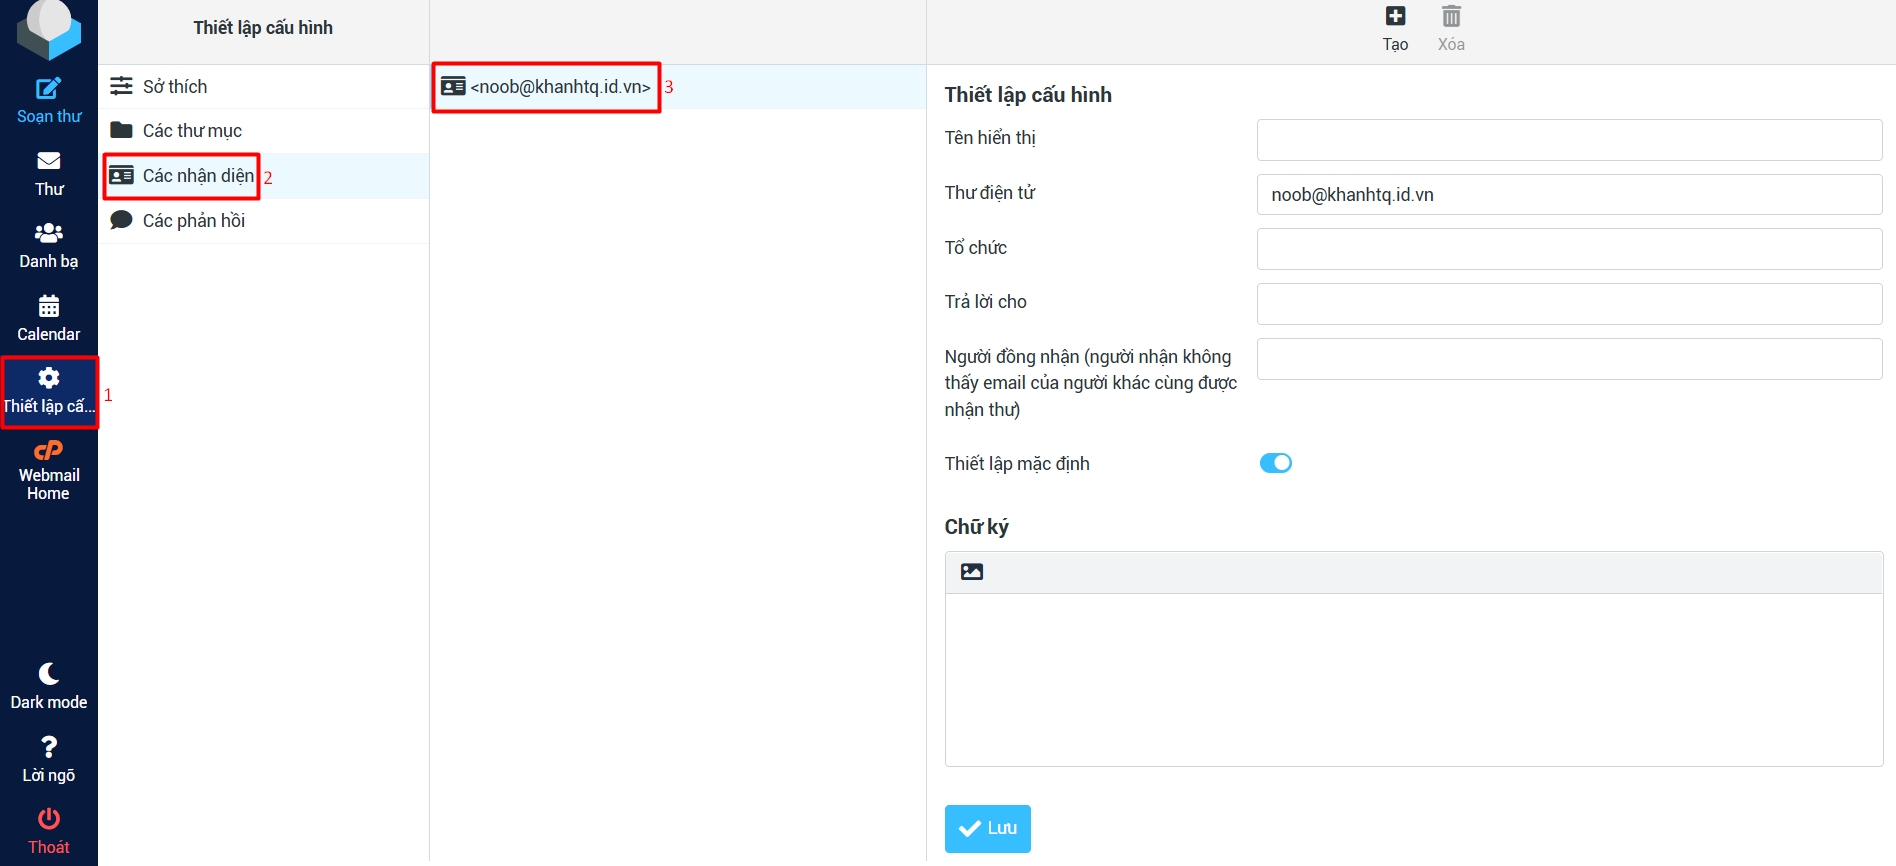 Soạn thư
Thư
Danh bạ
Calendar
Thiết lập cấ...
1
Webmail
Home
Dark mode
Lời ngỏ
Thoát
Thiết lập cấu hình
Sở thích
Các thư mục
Các nhận diện
2
Các phản hồi
<noob@khanhtq.id.vn>
3
Tạo
Xóa
Thiết lập cấu hình
Tên hiển thị
Thư điện tử
noob@khanhtq.id.vn
Tổ chức
Trả lời cho
Người đồng nhận (người nhận không
thấy email của người khác cùng được
nhận thư)
Thiết lập mặc định
Chữ ký
Lưu